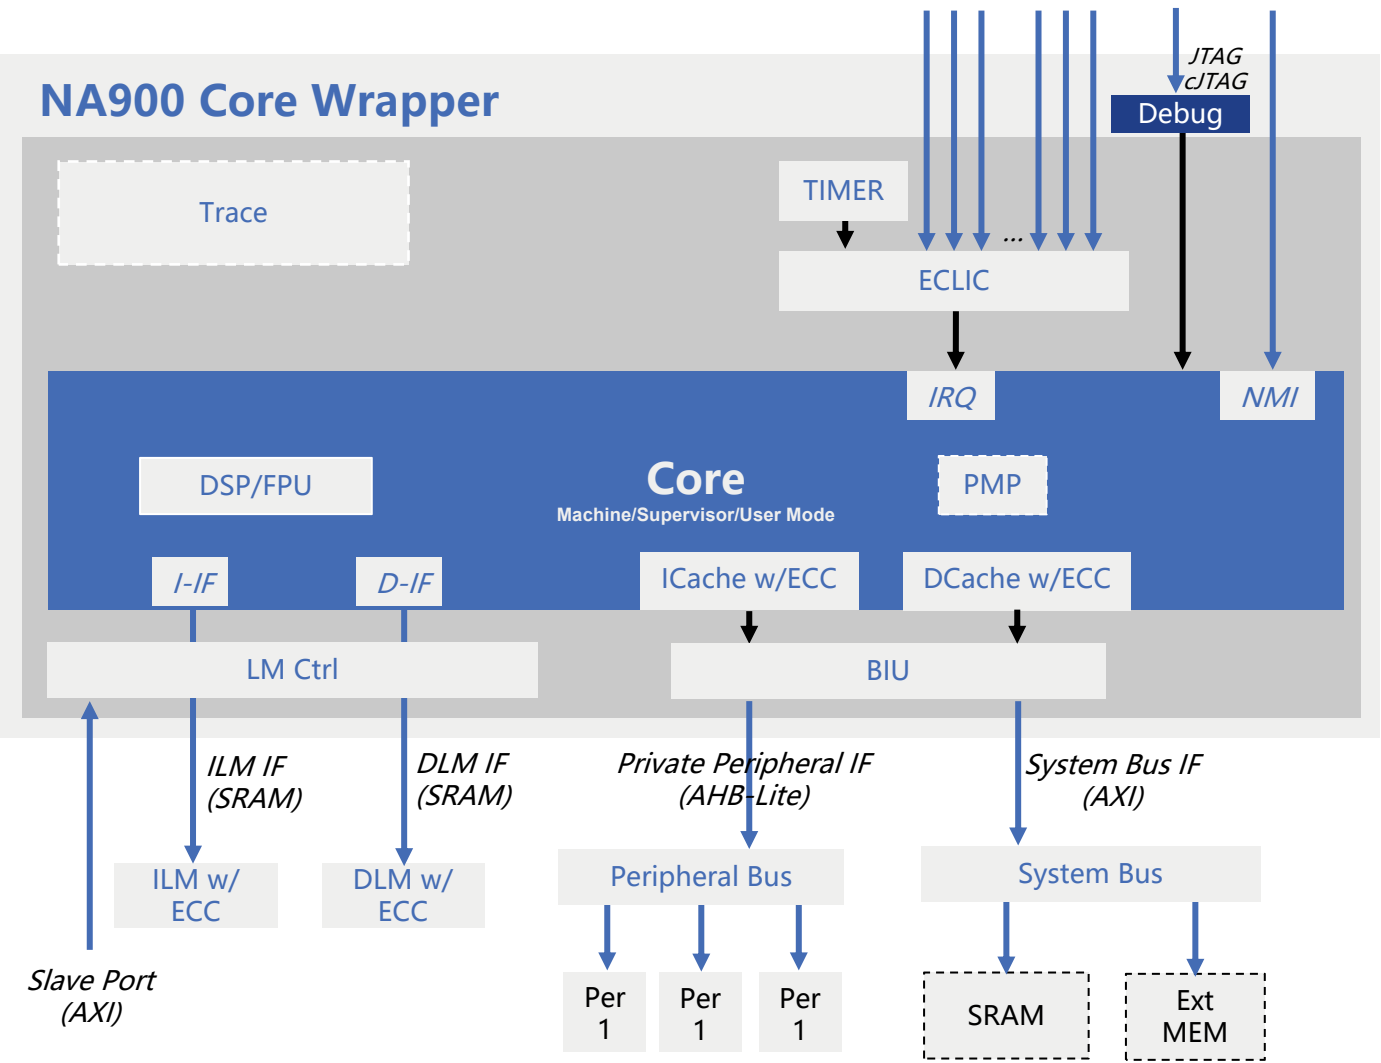 JTAG
cJTAG
NA900 Core Wrapper
Debug
Trace
TIMER
...
ECLIC
IRQ
NMI
DSP/FPU
Core
Machine/Supervisor/User Mode
PMP
I-IF
D-IF
ICache w/ECC
DCache w/ECC
LM Ctrl
BIU
ILM IF
(SRAM)
DLM IF
(SRAM)
Private Peripheral IF
(AHB-Lite)
System Bus IF
(AXI)
ILM w/
ECC
DLM w/
ECC
Peripheral Bus
System Bus
Slave Port
(AXI)
Per
1
Per
1
Per
1
SRAM
Ext
MEM